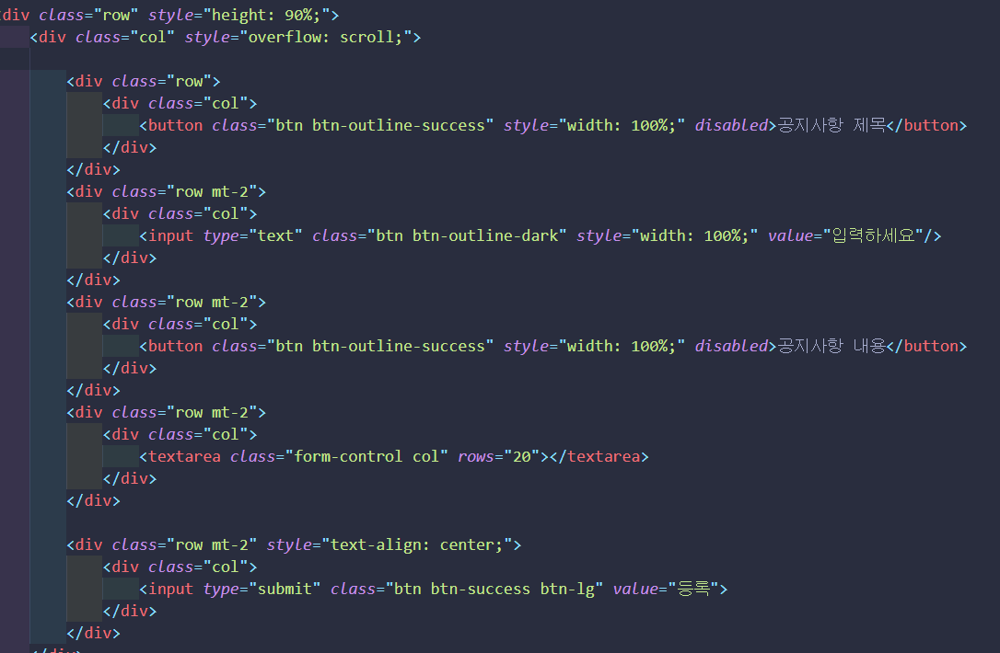 div class="row" style="height: 90%;">
<div class="col" style="overflow: scroll;">
<div class="row">
<div class="col">
<button class="btn btn-outline-success" style="width: 100%;" disabled>공지사항 제목</button>
</div>
</div>
<div class="row mt-2">
<div class="col">
<input type="text" class="btn btn-outline-dark" style="width: 100%;" value="입력하세요"/>
</div>
</div>
<div class="row mt-2">
<div class="col">
<button class="btn btn-outline-success" style="width: 100%;" disabled>공지사항 내용</button>
</div>
</div>
<div class="row mt-2">
<div class="col">
<textarea class="form-control col" rows="20"></textarea>
</div>
</div>
<div class="row mt-2" style="text-align: center;">
<div class="col">
<input type="submit" class="btn btn-success btn-lg" value="등록">
</div>
</div>